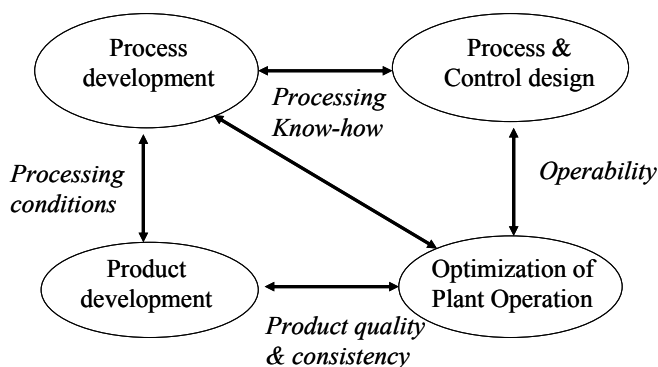 Process
development
Process &
Control design
Processing
Know-how
Processing
conditions
Operability
Product
development
Optimization of
Plant Operation
Product quality
& consistency